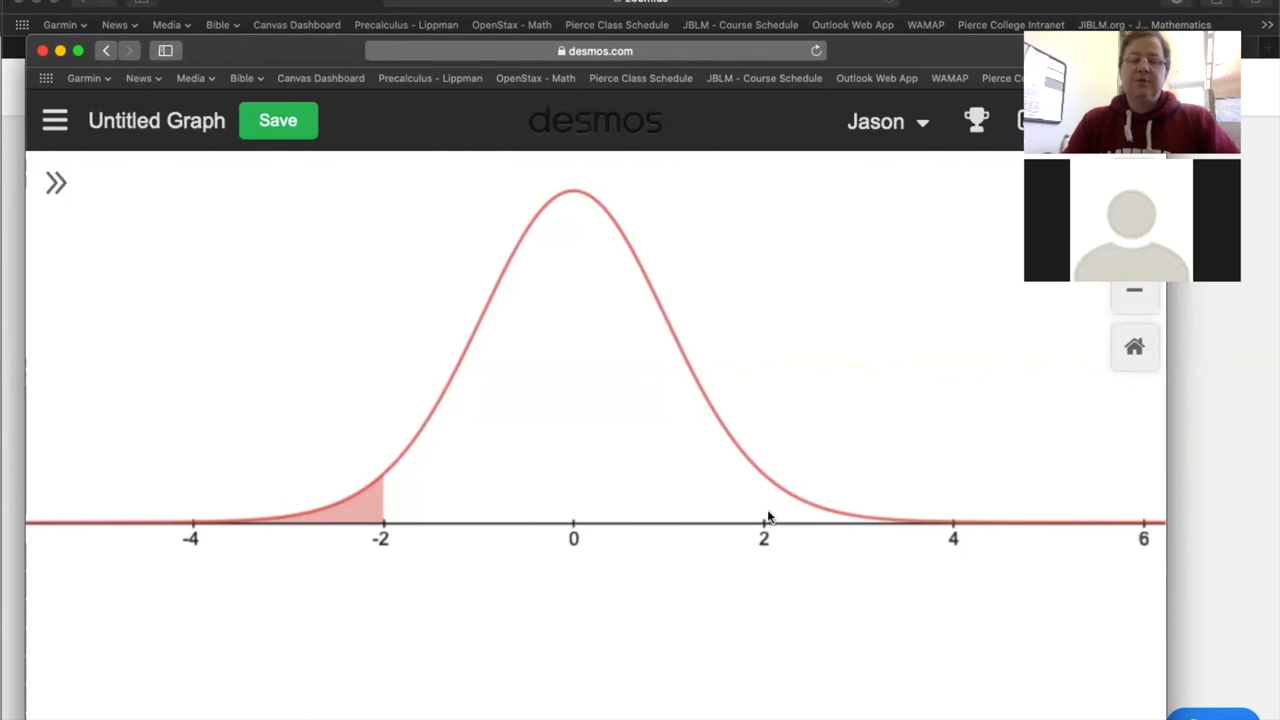 Garmin News Media Bible Canvas Dashboard Precalculus - Lippman OpenStax - Math Pierce Class Schedule JBLM - Course Schedule Outlook Web App WAMAP Pierce College Intranet JIBLM.org - J... Mathematics
desmos.com
Garmin News Media Bible Canvas Dashboard Precalculus - Lippman OpenStax - Math Pierce Class Schedule JBLM - Course Schedule Outlook Web App WAMAP Pierce
Untitled Graph Save desmos Jason
-4 -2 0 2 4 6